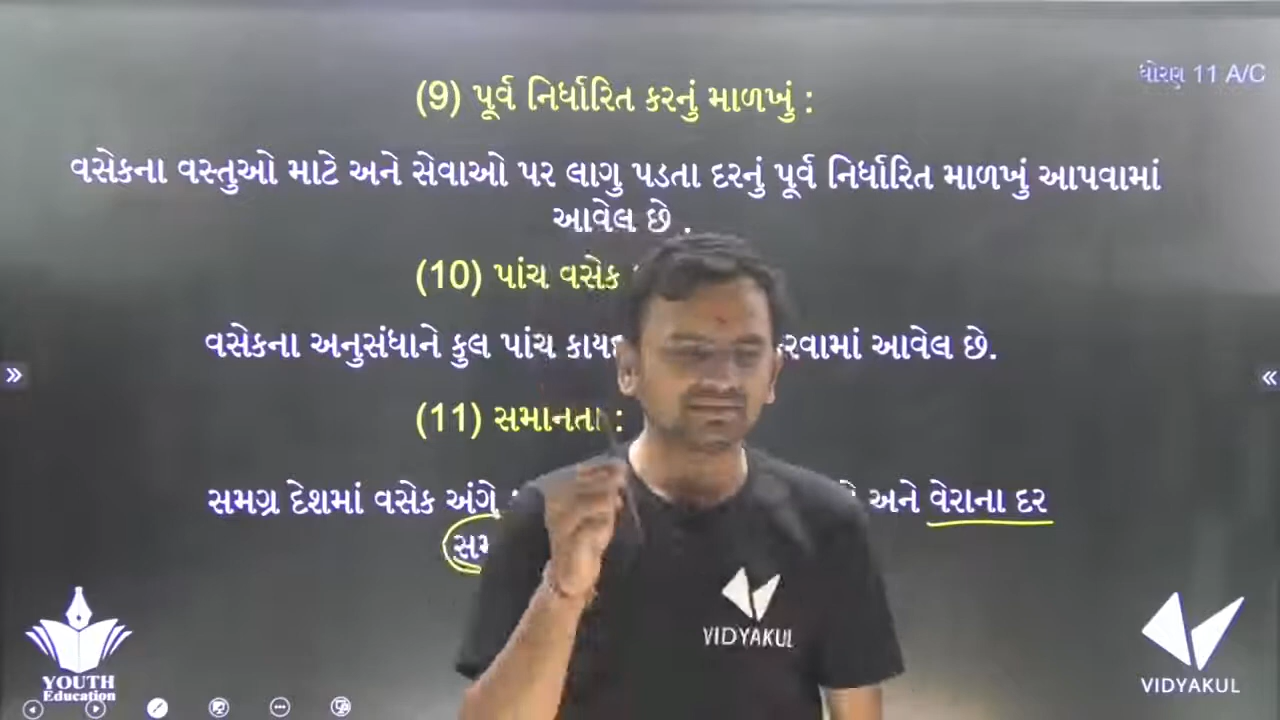 ધોરણ 11 A/C
(9) પૂર્વ નિર્ધારિત કરનું માળખું :
વસેકના વસ્તુઓ માટે અને સેવાઓ પર લાગુ પડતા દરનું પૂર્વ નિર્ધારિત માળખું આપવામાં
આવેલ છે .
(10) પાંચ વસેક
વસેકના અનુસંધાને કુલ પાંચ આવેલ છે.
(11) સમાનતા :
સમગ્ર દેશમાં વસેક અંગે અને વેરાના દર
VIDYAKUL
YOUTH
Education
VIDYAKUL